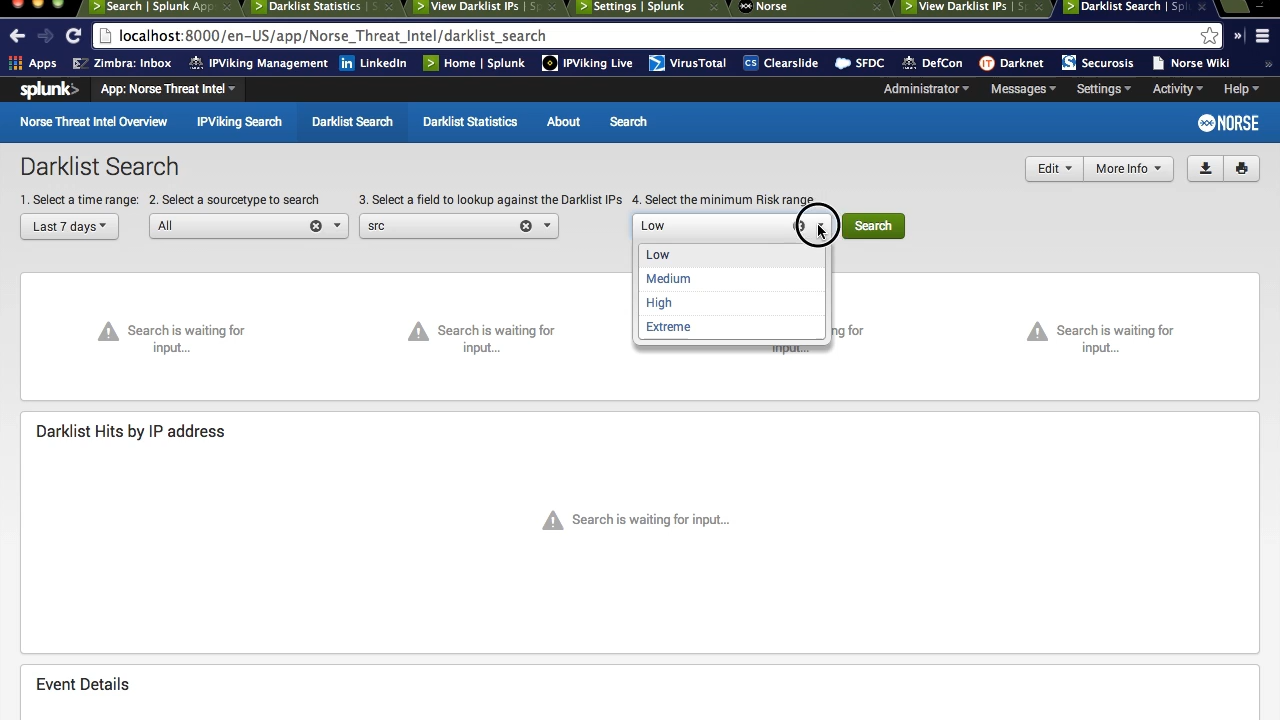 Search | Splunk App
Darklist Statistics | S
View Darklist IPs | Sp
Settings | Splunk
Norse
View Darklist IPs | Sp
Darklist Search | Spl
localhost:8000/en-US/app/Norse_Threat_Intel/darklist_search
Apps Zimbra: Inbox IPViking Management LinkedIn Home | Splunk IPViking Live VirusTotal Clearslide SFDC DefCon Darknet Securosis Norse Wiki
splunk> App: Norse Threat Intel Administrator Messages Settings Activity Help
Norse Threat Intel Overview IPViking Search Darklist Search Darklist Statistics About Search NORSE
Darklist Search Edit More Info
1. Select a time range: 2. Select a sourcetype to search 3. Select a field to lookup against the Darklist IPs 4. Select the minimum Risk range
Last 7 days All src Low Search
Low
Medium
High
Extreme
Search is waiting for
input...
Search is waiting for
input...
ng for
input...
Search is waiting for
input...
Darklist Hits by IP address
Search is waiting for input...
Event Details